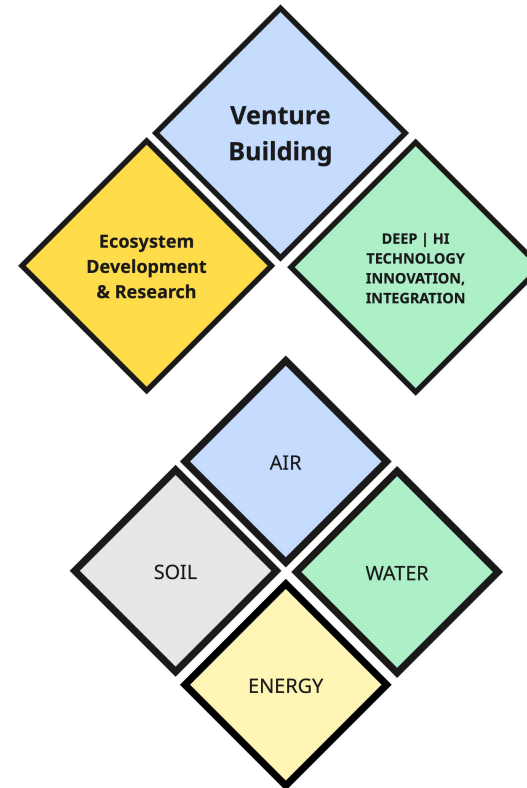 Venture
Building
Ecosystem
Development
& Research
DEEP | HI
TECHNOLOGY
INNOVATION,
INTEGRATION
AIR
SOIL
WATER
ENERGY